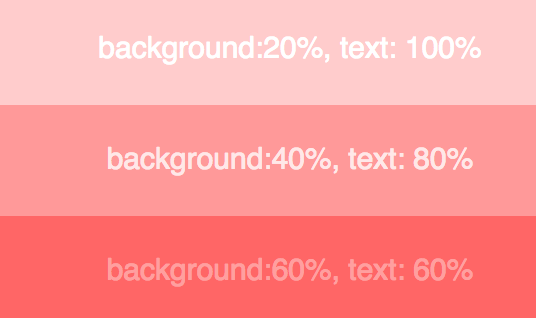 background:20%, text: 100%
background:40%, text: 80%
background:60%, text: 60%